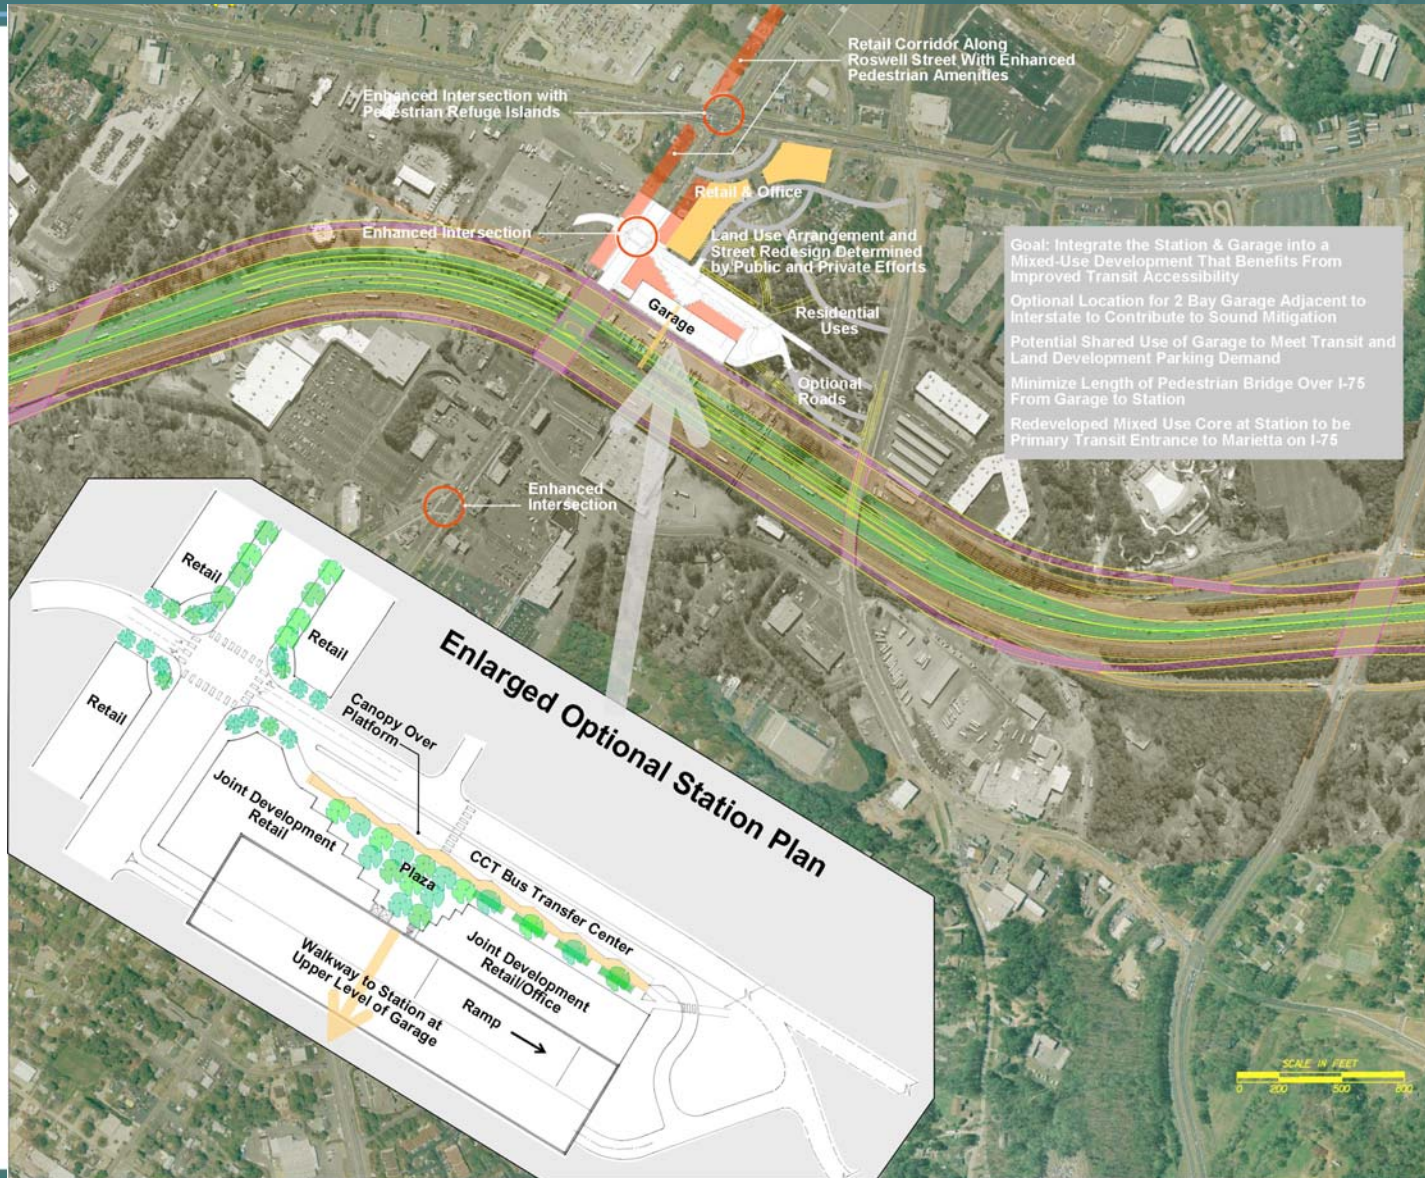 Retail Corridor Along
Roswell Street With Enhanced
Pedestrian Amenities
Enhanced Intersection with
Pedestrian Refuge Islands
Retail & Office
Enhanced Intersection
Land Use Arrangement and
Street Redesign Determined
by Public and Private Efforts
Garage
Residential
Uses
Optional
Roads
Goal: Integrate the Station & Garage into a
Mixed-Use Development That Benefits From
Improved Transit Accessibility
Optional Location for 2 Bay Garage Adjacent to
Interstate to Contribute to Sound Mitigation
Potential Shared Use of Garage to Meet Transit and
Land Development Parking Demand
Minimize Length of Pedestrian Bridge Over I-75
From Garage to Station
Redeveloped Mixed Use Core at Station to be
Primary Transit Entrance to Marietta on I-75
Enhanced
Intersection
Enlarged Optional Station Plan
Retail
Retail
Retail
Canopy Over
Platform
Joint Development
Retail
Plaza
CCT Bus Transfer Center
Joint Development
Retail/Office
Walkway to Station at
Upper Level of Garage
Ramp
SCALE IN FEET
0 200 500 800